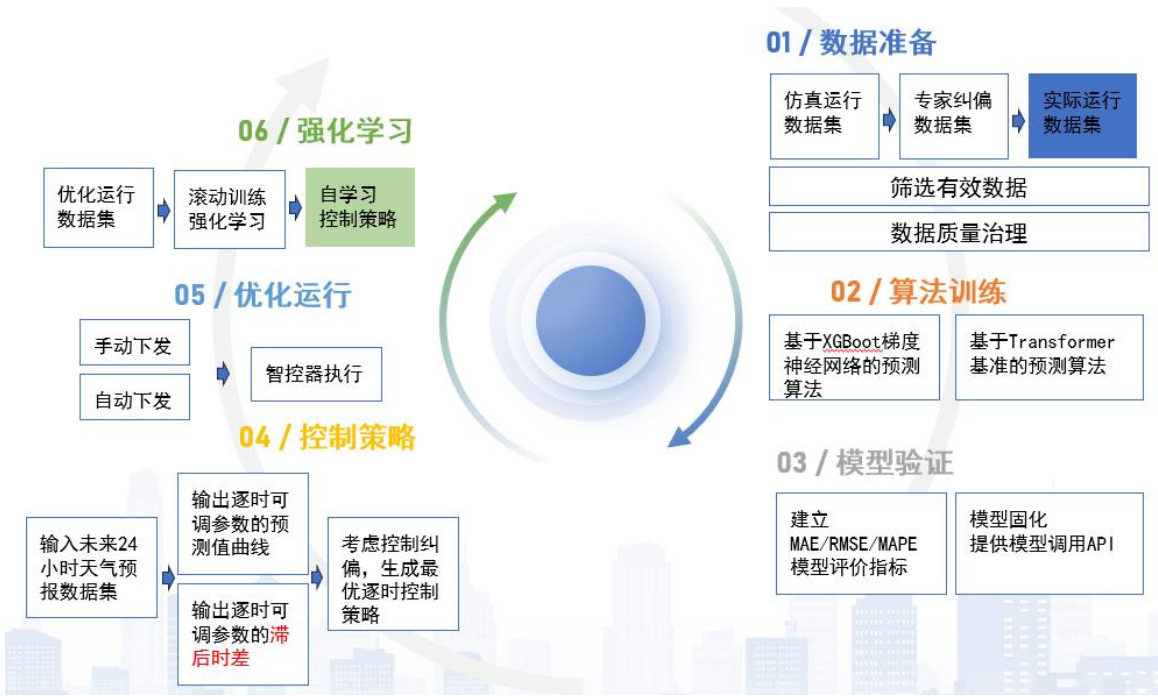 01 / 数据准备
仿真运行
数据集
专家纠偏
数据集
实际运行
数据集
筛选有效数据
数据质量治理
02 / 算法训练
基于XGBoot梯度
神经网络的预测
算法
基于Transformer
基准的预测算法
03 / 模型验证
建立
MAE/RMSE/MAPE
模型评价指标
模型固化
提供模型调用API
04 / 控制策略
输入未来24
小时天气预
报数据集
输出逐时可
调参数的预
测值曲线
输出逐时可
调参数的滞
后时差
考虑控制纠
偏，生成最
优逐时控制
策略
05 / 优化运行
手动下发
自动下发
智控器执行
06 / 强化学习
优化运行
数据集
滚动训练
强化学习
自学习
控制策略